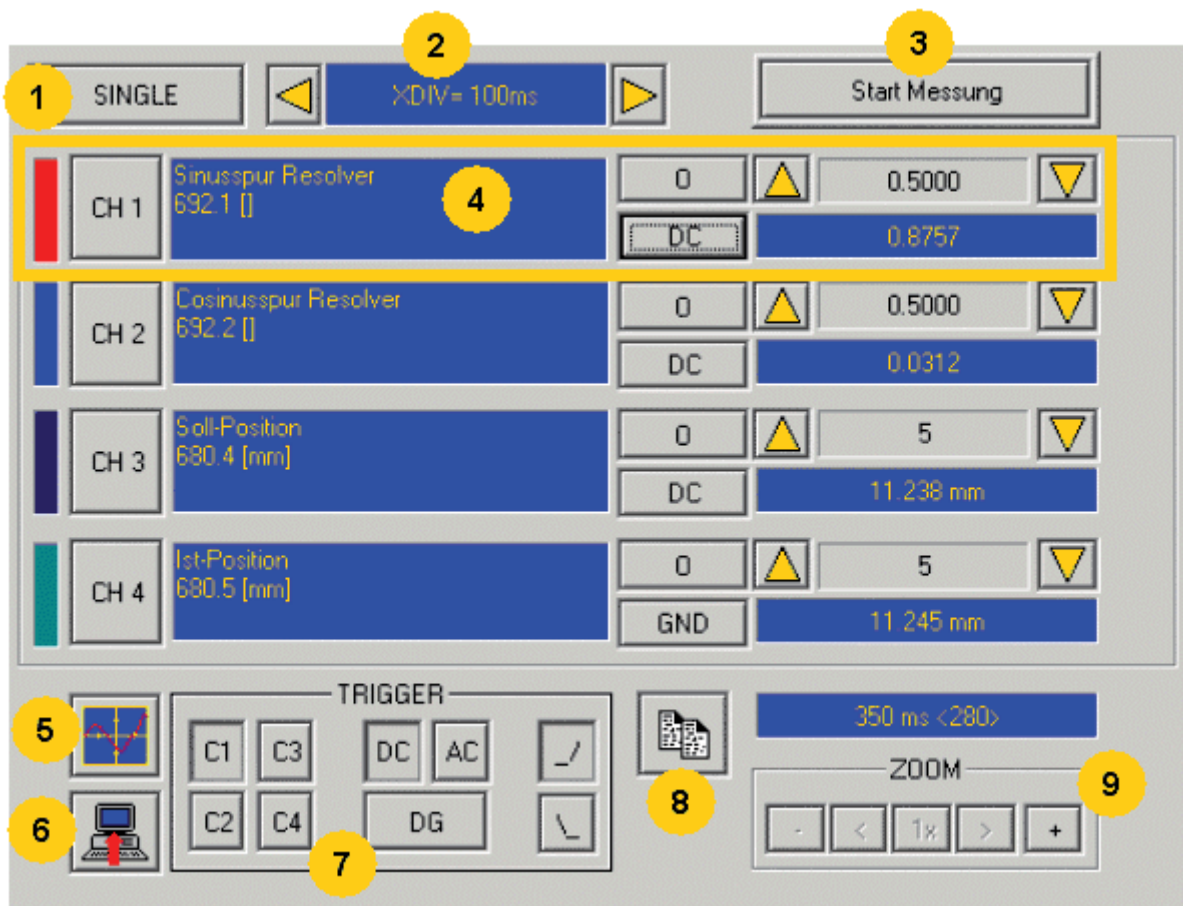 2
3
1
SINGLE
XDIV= 100ms
Start Messung
CH 1
Sinusspur Resolver
692.1 []
4
0
0.5000
DC
0.8757
CH 2
Cosinusspur Resolver
692.2 []
0
0.5000
DC
0.0312
CH 3
Soll-Position
680.4 [mm]
0
5
DC
11.238 mm
CH 4
Ist-Position
680.5 [mm]
0
5
GND
11.245 mm
5
6
TRIGGER
C1
C3
DC
AC
_/
C2
C4
DG
\_
7
8
350 ms <280>
ZOOM
9
-
<
1x
>
+